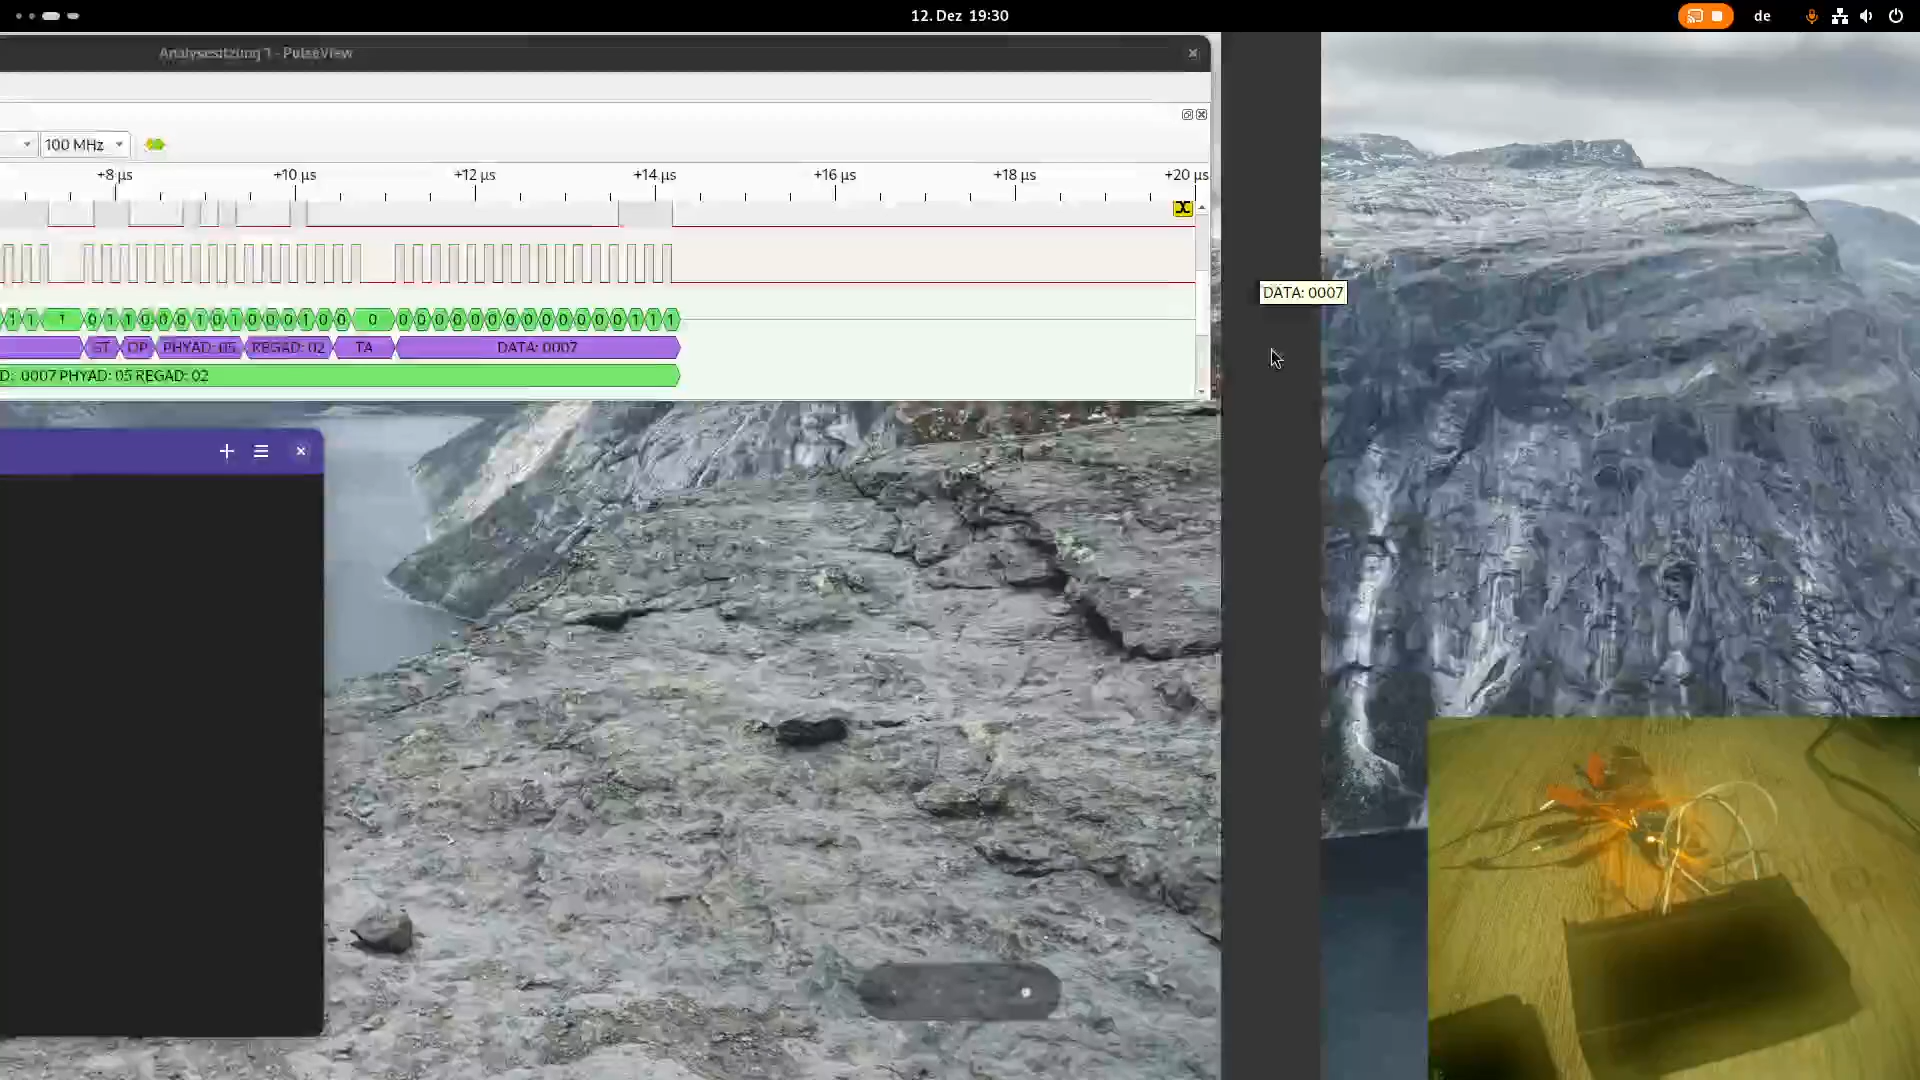 12. Dez 19:30
de
Analysesitzung 1 - PulseView
100 MHz
+8 µs +10 µs +12 µs +14 µs +16 µs +18 µs +20 µs
DATA: 0007
1 1 1 0 1 1 0 0 0 1 0 1 0 0 0 1 0 0 0 0 0 0 0 0 0 0 0 0 0 0 0 0 1 1 1
ST OP PHYAD: 05 REGAD: 02 TA DATA: 0007
D: 0007 PHYAD: 05 REGAD: 02